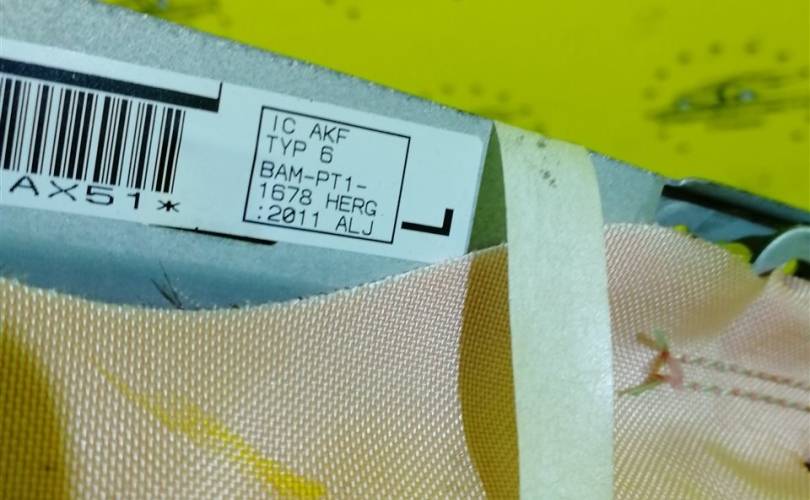 AX51*
IC AKF
TYP 6
BAM-PT1-
1678 HERG
:2011 ALJ
L